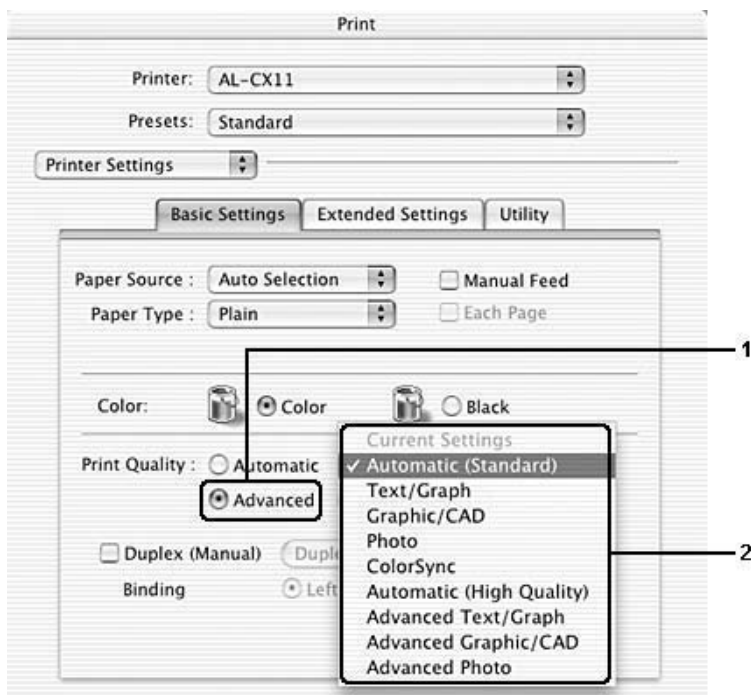 Print
Printer: AL-CX11
Presets: Standard
Printer Settings
Basic Settings Extended Settings Utility
Paper Source : Auto Selection Manual Feed
Paper Type : Plain Each Page
1
Color: Color Black
Print Quality : Automatic
Advanced
Current Settings
✓ Automatic (Standard)
Text/Graph
Graphic/CAD
Photo
ColorSync
Automatic (High Quality)
Advanced Text/Graph
Advanced Graphic/CAD
Advanced Photo
2
Duplex (Manual) Dupl
Binding Left